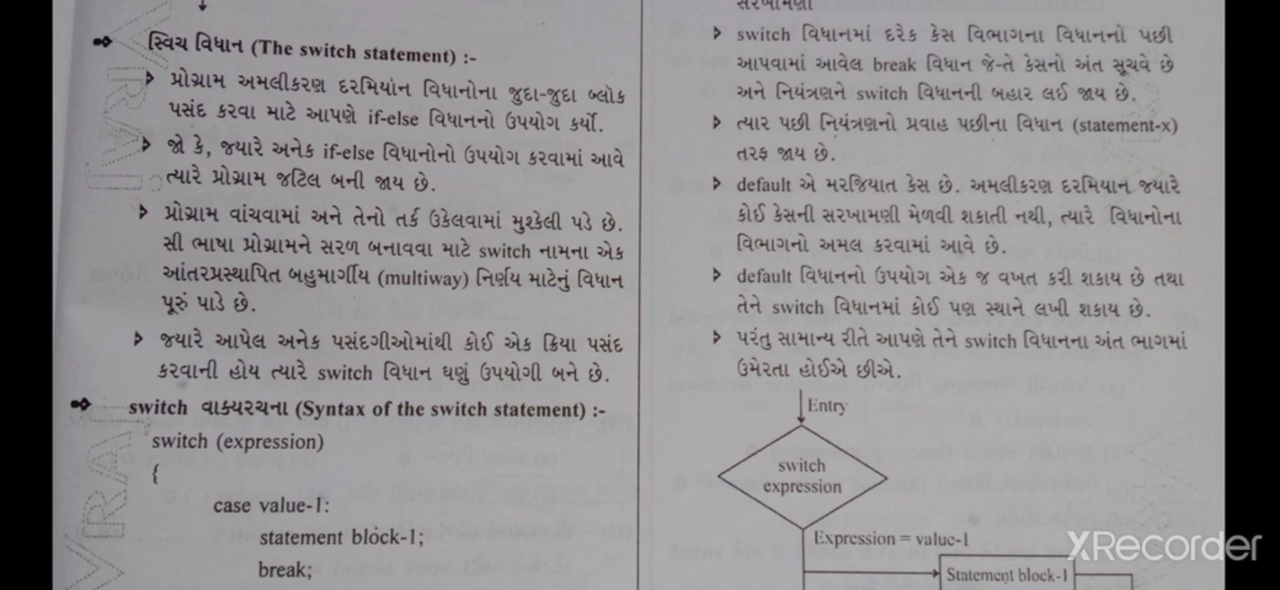 સ્વિચ વિધાન (The switch statement) :-
પ્રોગ્રામ અમલીકરણ દરમિયાન વિધાનોના જુદા-જુદા બ્લૉક
પસંદ કરવા માટે આપણે if-else વિધાનનો ઉપયોગ કર્યો.
જો કે, જ્યારે અનેક if-else વિધાનોનો ઉપયોગ કરવામાં આવે
ત્યારે પ્રોગ્રામ જટિલ બની જાય છે.
પ્રોગ્રામ વાંચવામાં અને તેનો તર્ક ઉકેલવામાં મુશ્કેલી પડે છે.
સી ભાષા પ્રોગ્રામને સરળ બનાવવા માટે switch નામના એક
આંતરપ્રસ્થાપિત બહુમાર્ગીય (multiway) નિર્ણય માટેનું વિધાન
પૂરું પાડે છે.
જ્યારે આપેલ અનેક પસંદગીઓમાંથી કોઈ એક ક્રિયા પસંદ
કરવાની હોય ત્યારે switch વિધાન ઘણું ઉપયોગી બને છે.
switch વાક્યરચના (Syntax of the switch statement) :-
switch (expression)
{
case value-1:
statement block-1;
break;
સરખામણી
switch વિધાનમાં દરેક કેસ વિભાગના વિધાનનો પછી
આપવામાં આવેલ break વિધાન જે-તે કેસનો અંત સૂચવે છે
અને નિયંત્રણને switch વિધાનની બહાર લઈ જાય છે.
ત્યાર પછી નિયંત્રણનો પ્રવાહ પછીના વિધાન (statement-x)
તરફ જાય છે.
default એ મરજિયાત કેસ છે. અમલીકરણ દરમિયાન જ્યારે
કોઈ કેસની સરખામણી મેળવી શકાતી નથી, ત્યારે વિધાનોના
વિભાગનો અમલ કરવામાં આવે છે.
default વિધાનનો ઉપયોગ એક જ વખત કરી શકાય છે તથા
તેને switch વિધાનમાં કોઈ પણ સ્થાને લખી શકાય છે.
પરંતુ સામાન્ય રીતે આપણે તેને switch વિધાનના અંત ભાગમાં
ઉમેરતા હોઈએ છીએ.
Entry
switch
expression
Expression = value-1
Statement block-1
XRecorder